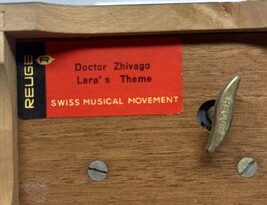 REUGE
R
Doctor Zhivago
Lara's Theme
SWISS MUSICAL MOVEMENT